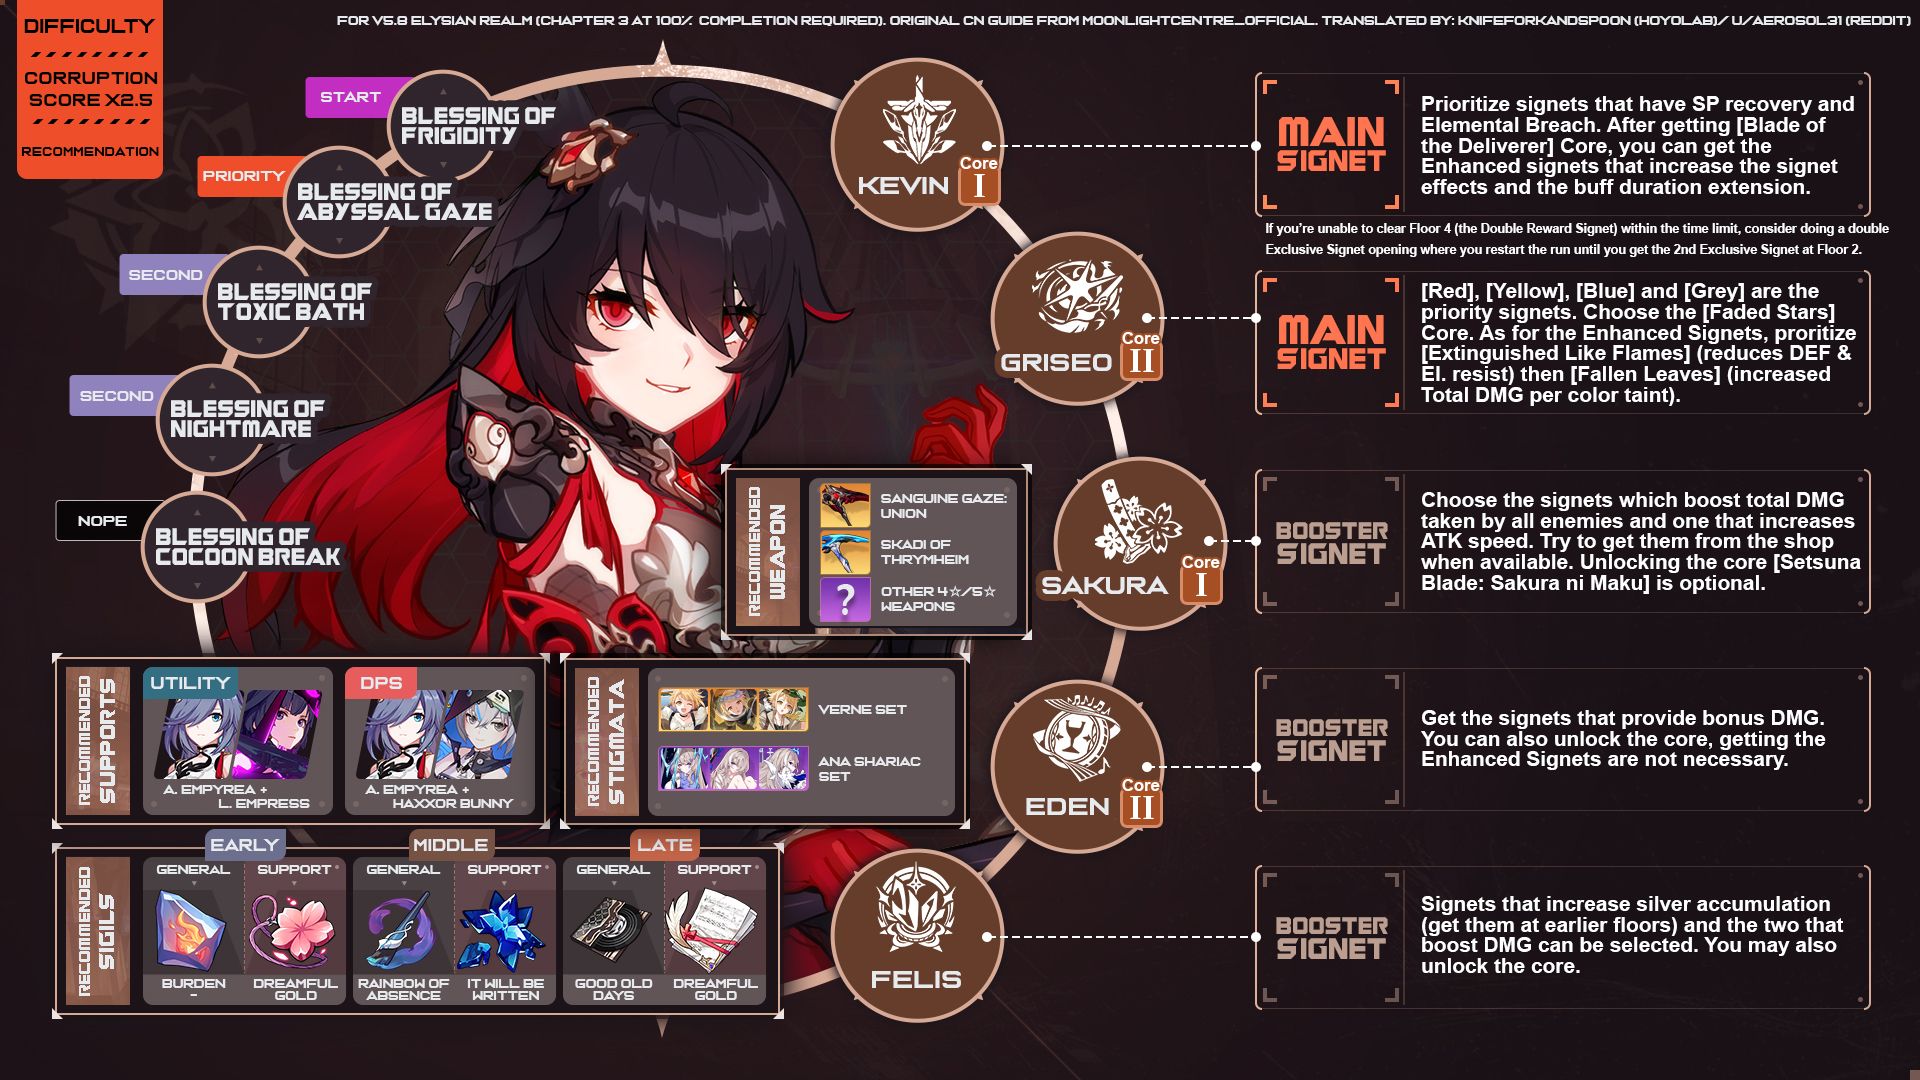 FOR V5.8 ELYSIAN REALM (CHAPTER 3 AT 100% COMPLETION REQUIRED). ORIGINAL CN GUIDE FROM MOONLIGHTCENTRE_OFFICIAL. TRANSLATED BY: KNIFEFORKANDSPOON (HOYOLAB)/ U/AEROSOL31 (REDDIT)
DIFFICULTY
CORRUPTION
SCORE X2.5
RECOMMENDATION
START
BLESSING OF
FRIGIDITY
PRIORITY
BLESSING OF
ABYSSAL GAZE
SECOND
BLESSING OF
TOXIC BATH
SECOND
BLESSING OF
NIGHTMARE
NOPE
BLESSING OF
COCOON BREAK
KEVIN
Core
I
MAIN
SIGNET
Prioritize signets that have SP recovery and
Elemental Breach. After getting [Blade of
the Deliverer] Core, you can get the
Enhanced signets that increase the signet
effects and the buff duration extension.
If you're unable to clear Floor 4 (the Double Reward Signet) within the time limit, consider doing a double
Exclusive Signet opening where you restart the run until you get the 2nd Exclusive Signet at Floor 2.
GRISEO
Core
II
MAIN
SIGNET
[Red], [Yellow], [Blue] and [Grey] are the
priority signets. Choose the [Faded Stars]
Core. As for the Enhanced Signets, proritize
[Extinguished Like Flames] (reduces DEF &
El. resist) then [Fallen Leaves] (increased
Total DMG per color taint).
SAKURA
Core
I
BOOSTER
SIGNET
Choose the signets which boost total DMG
taken by all enemies and one that increases
ATK speed. Try to get them from the shop
when available. Unlocking the core [Setsuna
Blade: Sakura ni Maku] is optional.
EDEN
Core
II
BOOSTER
SIGNET
Get the signets that provide bonus DMG.
You can also unlock the core, getting the
Enhanced Signets are not necessary.
FELIS
BOOSTER
SIGNET
Signets that increase silver accumulation
(get them at earlier floors) and the two that
boost DMG can be selected. You may also
unlock the core.
RECOMMENDED
WEAPON
SANGUINE GAZE:
UNION
SKADI OF
THRYMHEIM
?
OTHER 4☆/5☆
WEAPONS
RECOMMENDED
SUPPORTS
UTILITY
A. EMPYREA +
L. EMPRESS
DPS
A. EMPYREA +
HAXXOR BUNNY
RECOMMENDED
STIGMATA
VERNE SET
ANA SHARIAC
SET
RECOMMENDED
SIGILS
EARLY
GENERAL
SUPPORT
BURDEN
-
DREAMFUL
GOLD
MIDDLE
GENERAL
SUPPORT
RAINBOW OF
ABSENCE
IT WILL BE
WRITTEN
LATE
GENERAL
SUPPORT
GOOD OLD
DAYS
DREAMFUL
GOLD